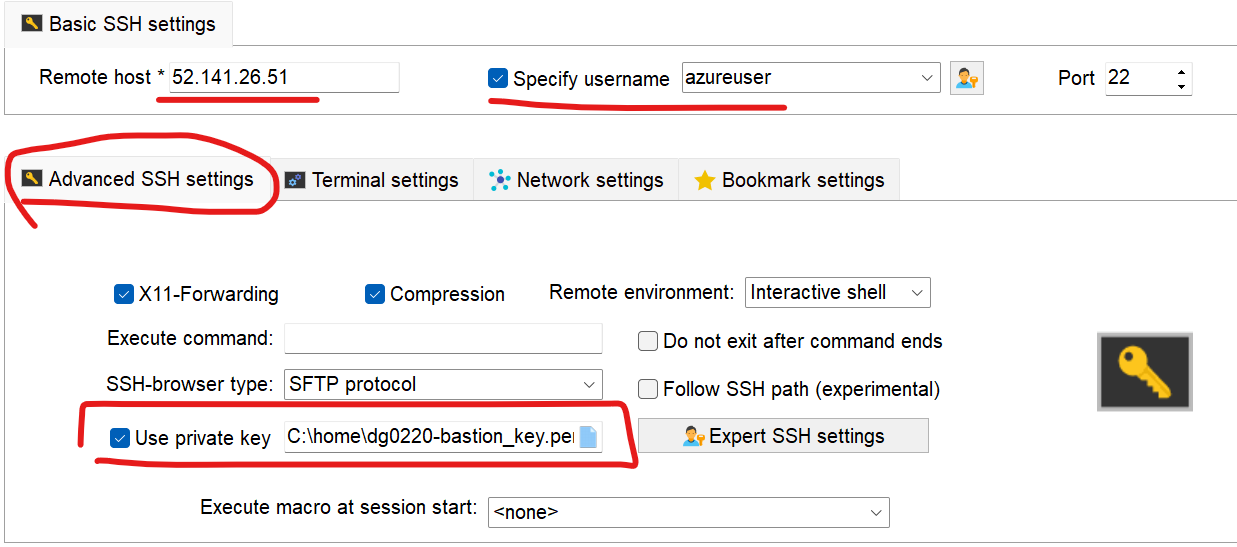 Basic SSH settings
Remote host * 52.141.26.51 Specify username azureuser Port 22
Advanced SSH settings Terminal settings Network settings Bookmark settings
X11-Forwarding Compression Remote environment: Interactive shell
Execute command: Do not exit after command ends
SSH-browser type: SFTP protocol Follow SSH path (experimental)
Use private key C:\home\dg0220-bastion_key.pe Expert SSH settings
Execute macro at session start: <none>